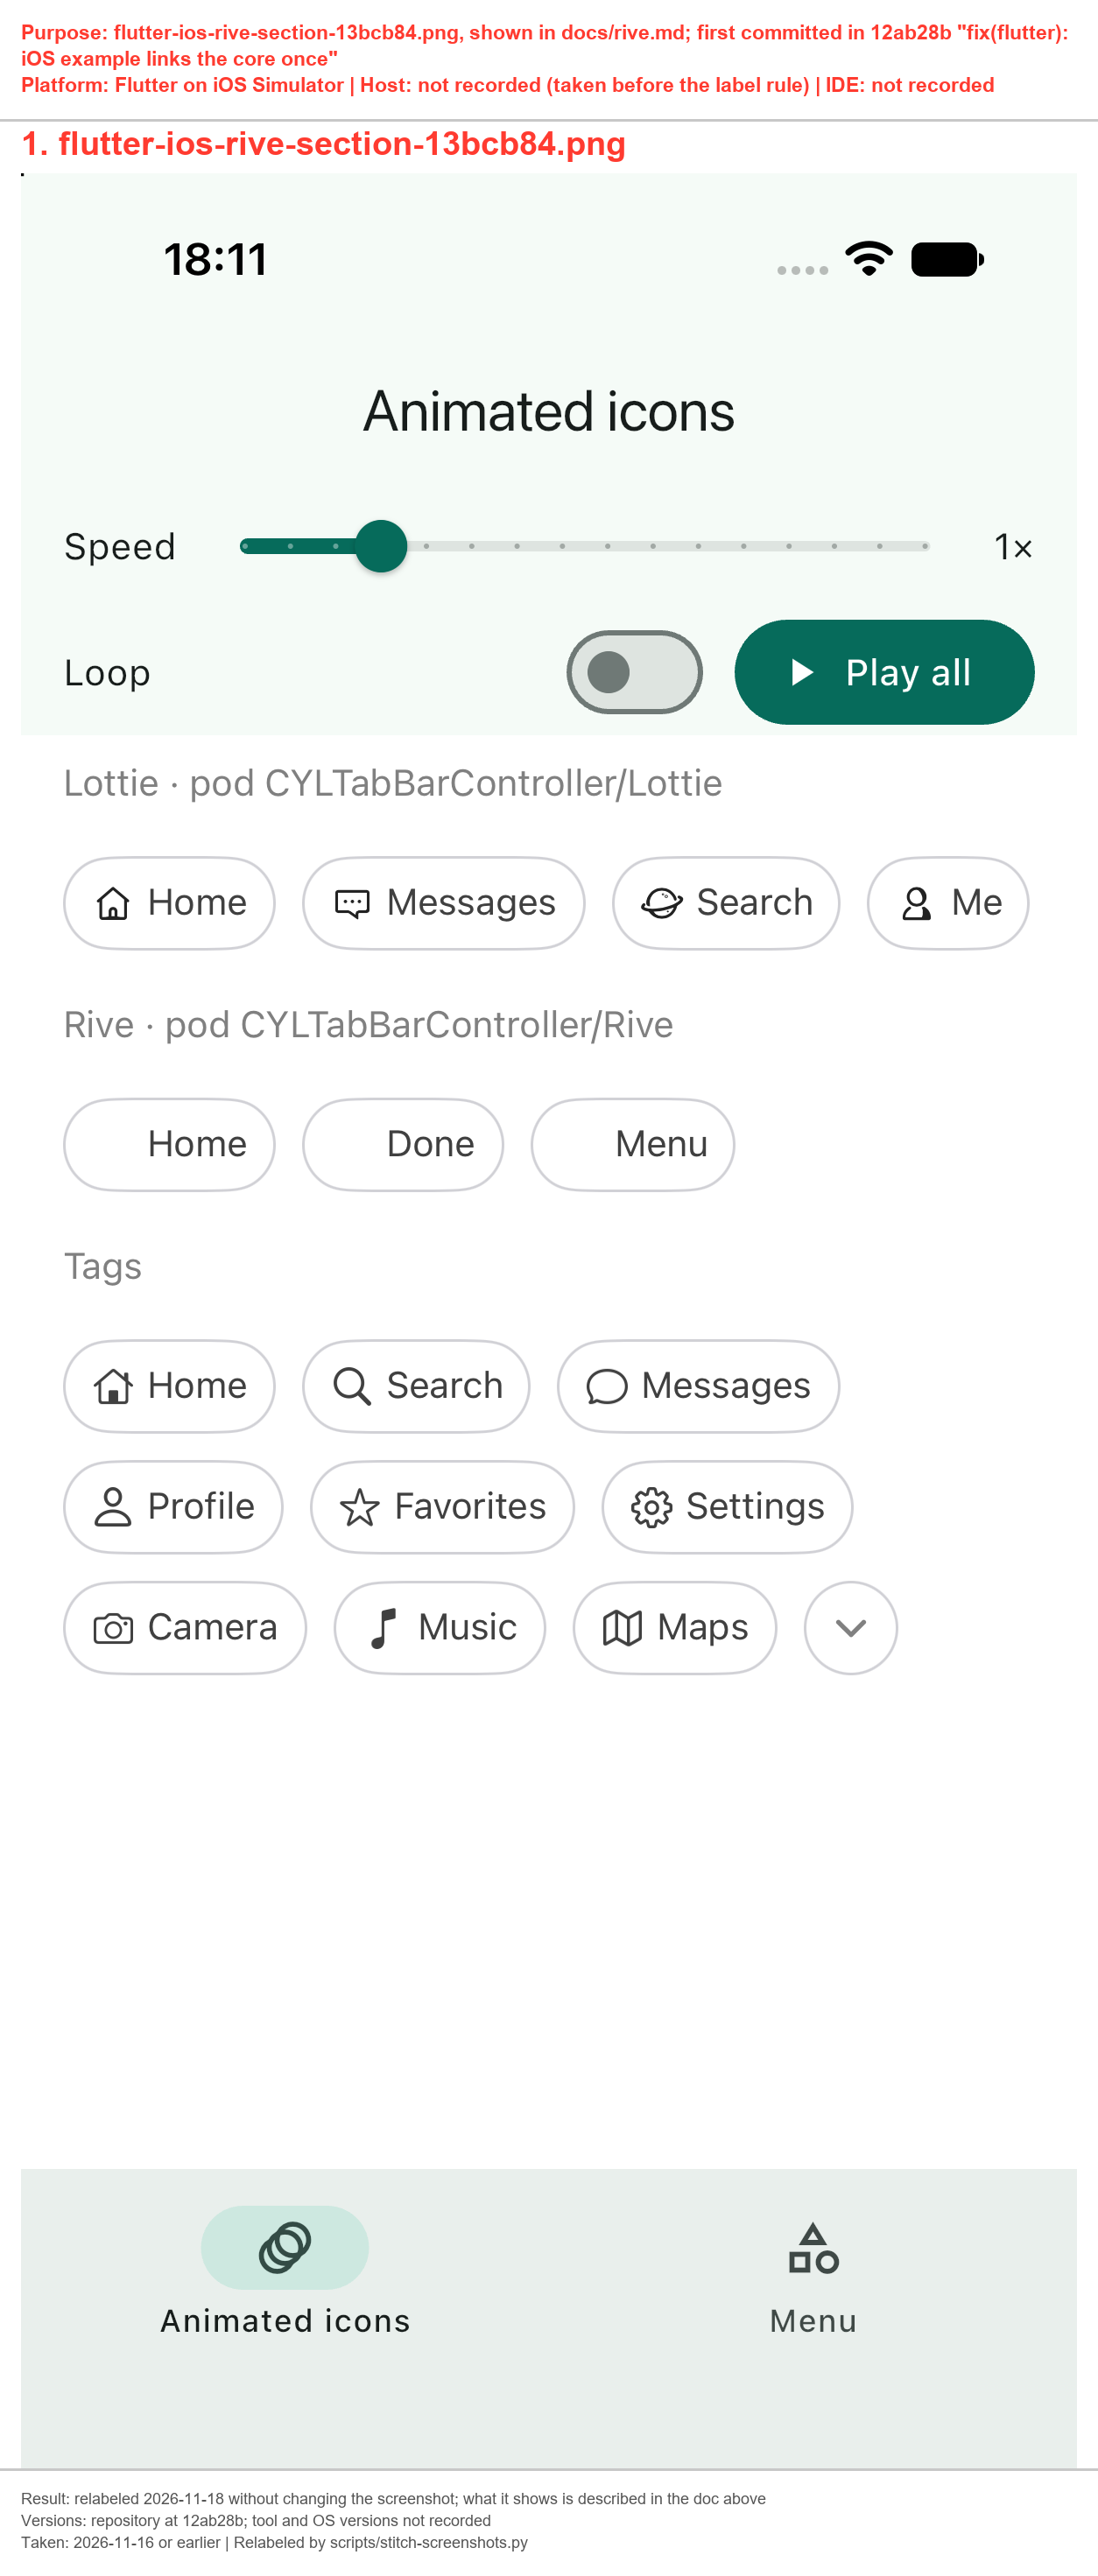 Purpose: flutter-ios-rive-section-13bcb84.png, shown in docs/rive.md; first committed in 12ab28b "fix(flutter):
iOS example links the core once"
Platform: Flutter on iOS Simulator | Host: not recorded (taken before the label rule) | IDE: not recorded
1. flutter-ios-rive-section-13bcb84.png
18:11
Animated icons
Speed 1×
Loop Play all
Lottie · pod CYLTabBarController/Lottie
Home Messages Search Me
Rive · pod CYLTabBarController/Rive
Home Done Menu
Tags
Home Search Messages
Profile Favorites Settings
Camera Music Maps
Animated icons Menu
Result: relabeled 2026-11-18 without changing the screenshot; what it shows is described in the doc above
Versions: repository at 12ab28b; tool and OS versions not recorded
Taken: 2026-11-16 or earlier | Relabeled by scripts/stitch-screenshots.py